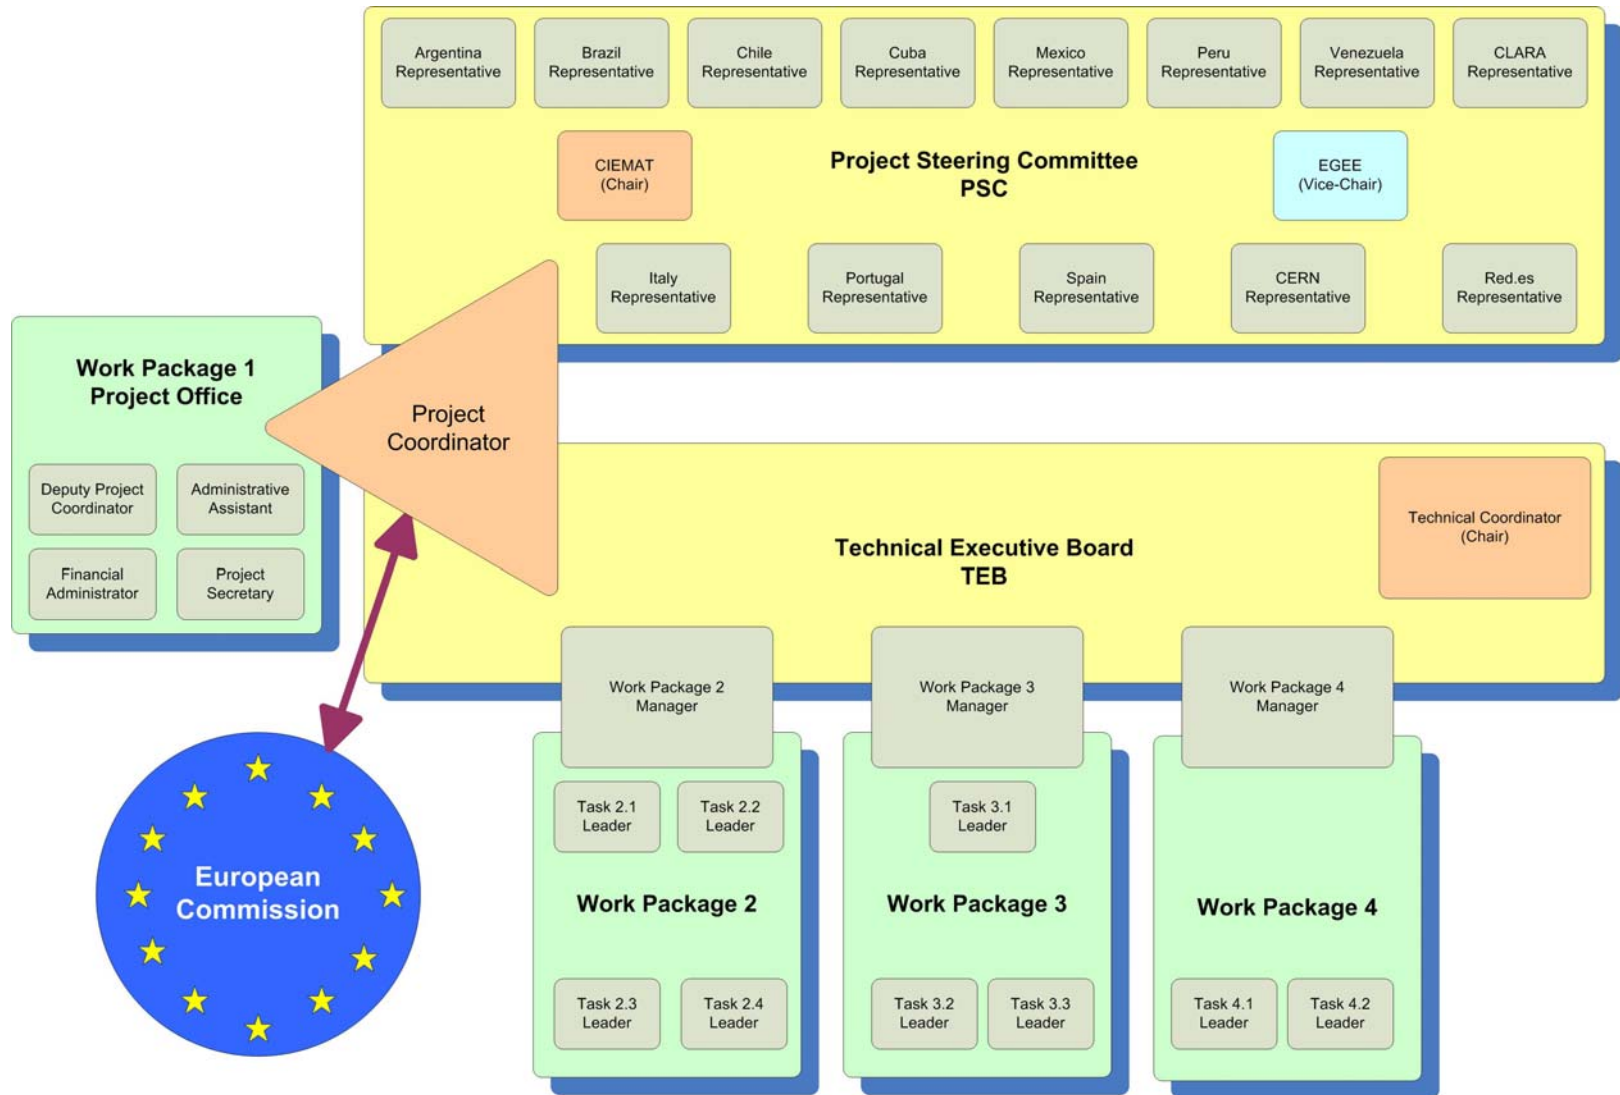 Argentina
Representative
Brazil
Representative
Chile
Representative
Cuba
Representative
Mexico
Representative
Peru
Representative
Venezuela
Representative
CLARA
Representative
CIEMAT
(Chair)
Project Steering Committee
PSC
EGEE
(Vice-Chair)
Italy
Representative
Portugal
Representative
Spain
Representative
CERN
Representative
Red.es
Representative
Work Package 1
Project Office
Deputy Project
Coordinator
Administrative
Assistant
Financial
Administrator
Project
Secretary
Project
Coordinator
Technical Executive Board
TEB
Technical Coordinator
(Chair)
Work Package 2
Manager
Work Package 3
Manager
Work Package 4
Manager
European
Commission
Task 2.1
Leader
Task 2.2
Leader
Work Package 2
Task 2.3
Leader
Task 2.4
Leader
Task 3.1
Leader
Work Package 3
Task 3.2
Leader
Task 3.3
Leader
Work Package 4
Task 4.1
Leader
Task 4.2
Leader